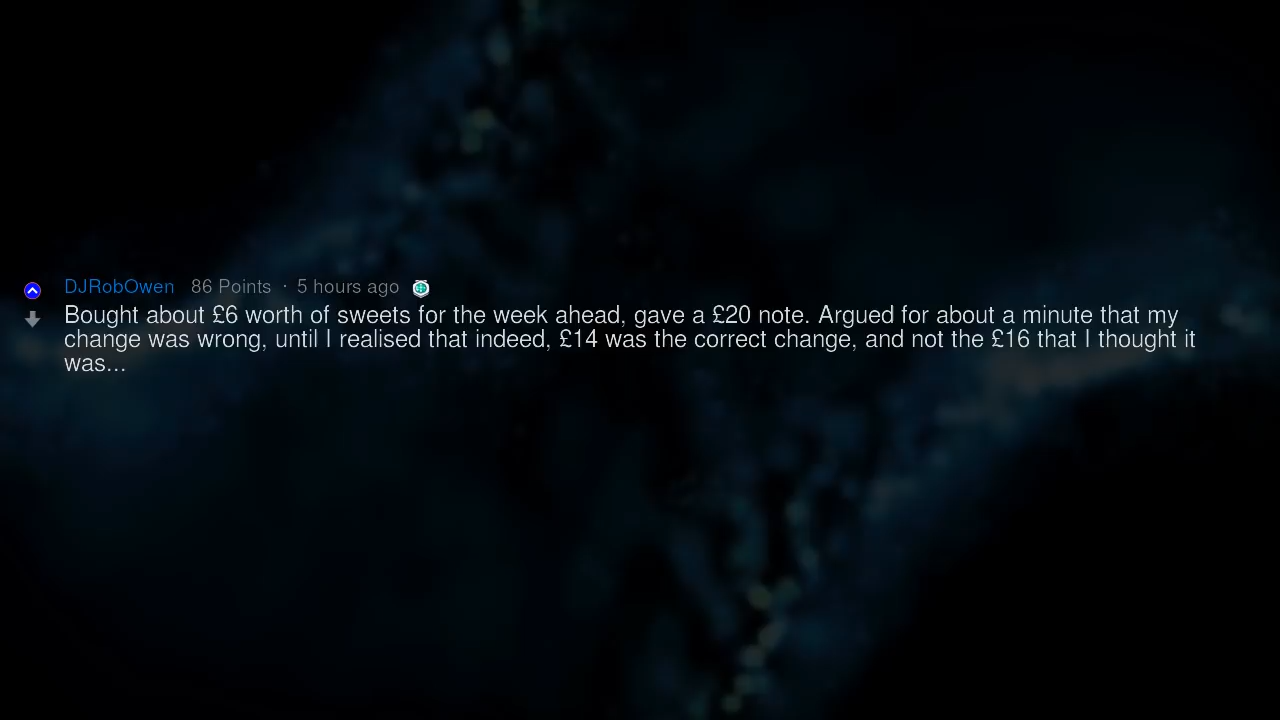 DJRobOwen 86 Points · 5 hours ago
Bought about £6 worth of sweets for the week ahead, gave a £20 note. Argued for about a minute that my
change was wrong, until I realised that indeed, £14 was the correct change, and not the £16 that I thought it
was...